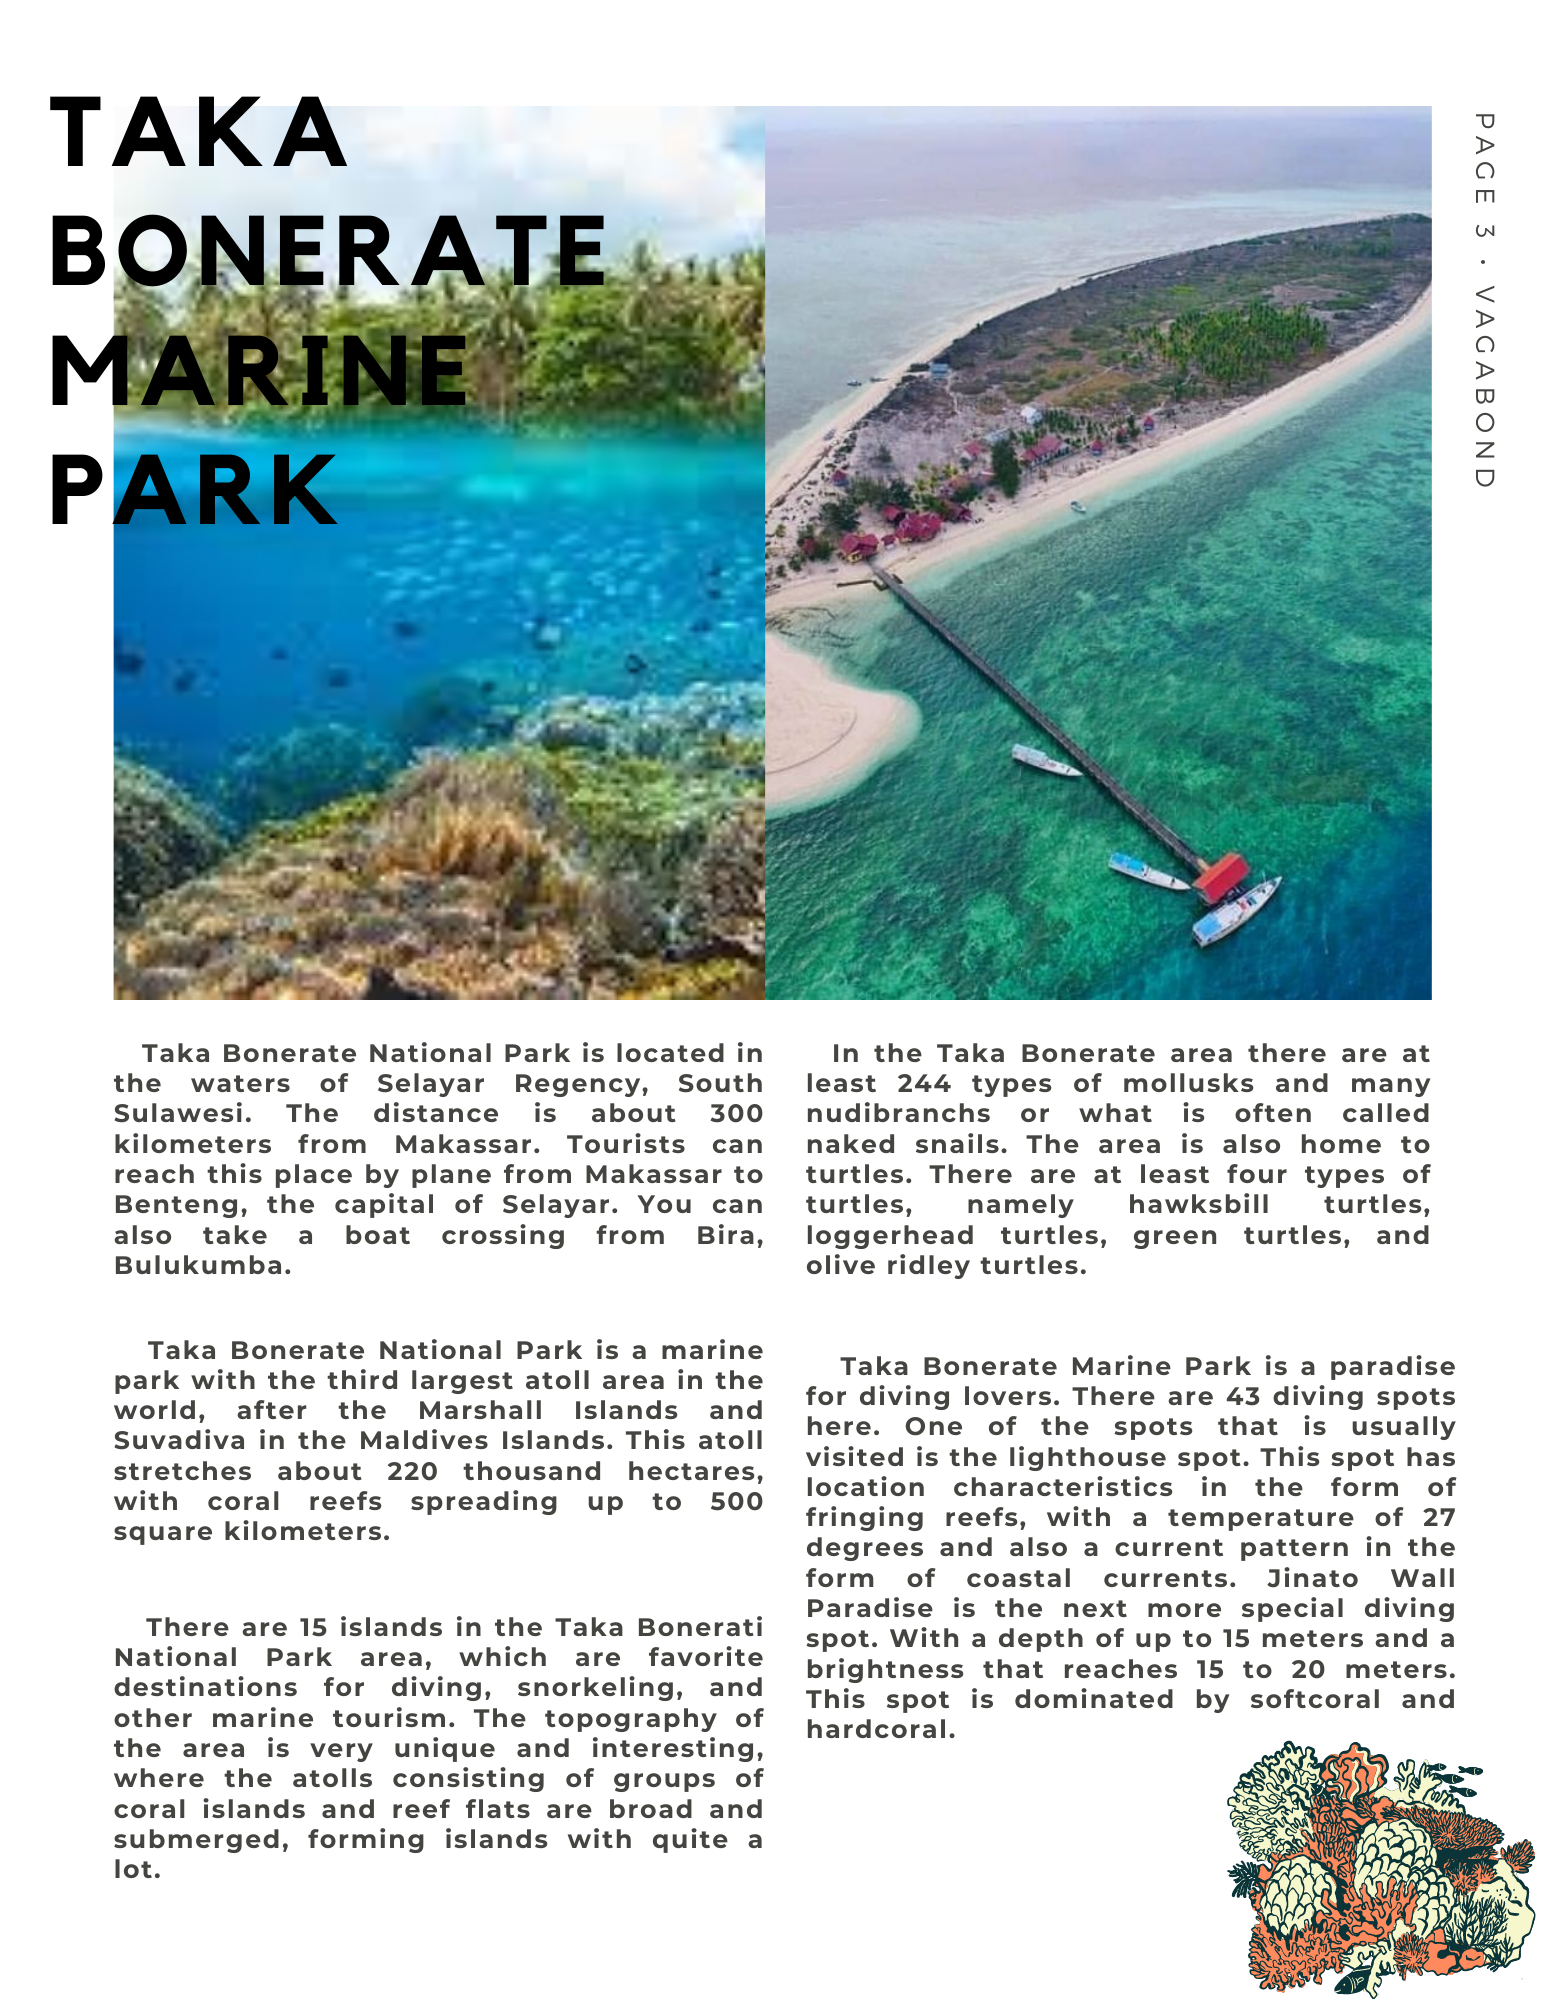 TAKA
BONERATE
MARINE
PARK
PAGE 3 • VAGABOND
Taka Bonerate National Park is located in
the waters of Selayar Regency, South
Sulawesi. The distance is about 300
kilometers from Makassar. Tourists can
reach this place by plane from Makassar to
Benteng, the capital of Selayar. You can
also take a boat crossing from Bira,
Bulukumba.
Taka Bonerate National Park is a marine
park with the third largest atoll area in the
world, after the Marshall Islands and
Suvadiva in the Maldives Islands. This atoll
stretches about 220 thousand hectares,
with coral reefs spreading up to 500
square kilometers.
There are 15 islands in the Taka Bonerati
National Park area, which are favorite
destinations for diving, snorkeling, and
other marine tourism. The topography of
the area is very unique and interesting,
where the atolls consisting of groups of
coral islands and reef flats are broad and
submerged, forming islands with quite a
lot.
In the Taka Bonerate area there are at
least 244 types of mollusks and many
nudibranchs or what is often called
naked snails. The area is also home to
turtles. There are at least four types of
turtles, namely hawksbill turtles,
loggerhead turtles, green turtles, and
olive ridley turtles.
Taka Bonerate Marine Park is a paradise
for diving lovers. There are 43 diving spots
here. One of the spots that is usually
visited is the lighthouse spot. This spot has
location characteristics in the form of
fringing reefs, with a temperature of 27
degrees and also a current pattern in the
form of coastal currents. Jinato Wall
Paradise is the next more special diving
spot. With a depth of up to 15 meters and a
brightness that reaches 15 to 20 meters.
This spot is dominated by softcoral and
hardcoral.